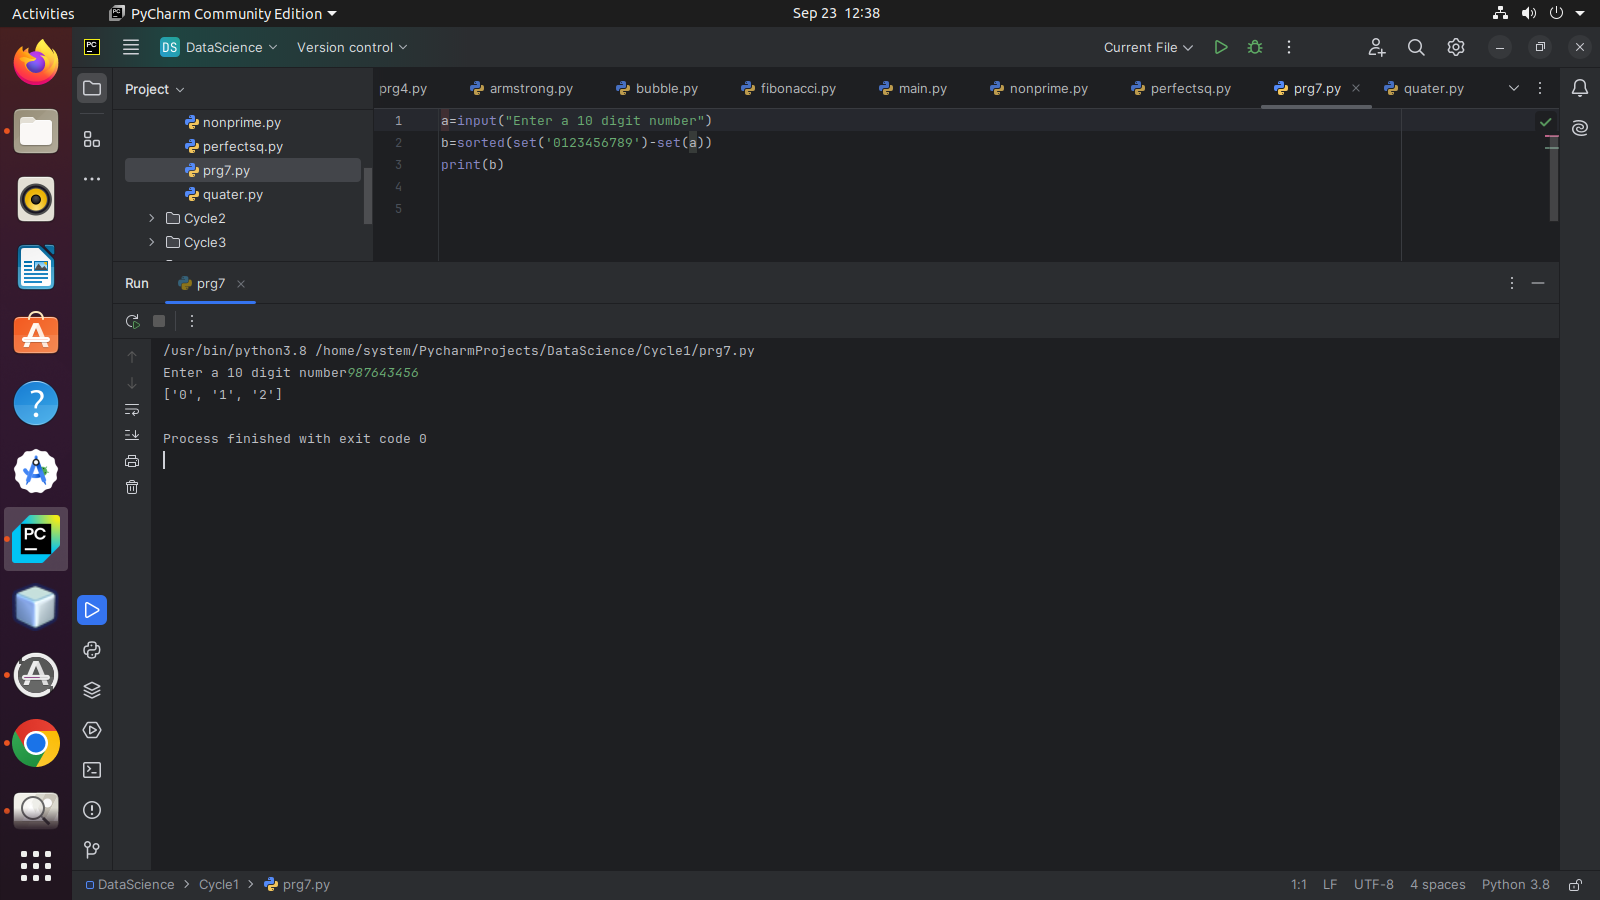 Activities PyCharm Community Edition Sep 23 12:38
PC DS DataScience Version control Current File
Project prg4.py armstrong.py bubble.py fibonacci.py main.py nonprime.py perfectsq.py prg7.py quater.py
nonprime.py
perfectsq.py
prg7.py
quater.py
Cycle2
Cycle3
1 a=input("Enter a 10 digit number")
2 b=sorted(set('0123456789')-set(a))
3 print(b)
4
5
Run prg7
/usr/bin/python3.8 /home/system/PycharmProjects/DataScience/Cycle1/prg7.py
Enter a 10 digit number987643456
['0', '1', '2']
Process finished with exit code 0
PC
DataScience Cycle1 prg7.py 1:1 LF UTF-8 4 spaces Python 3.8